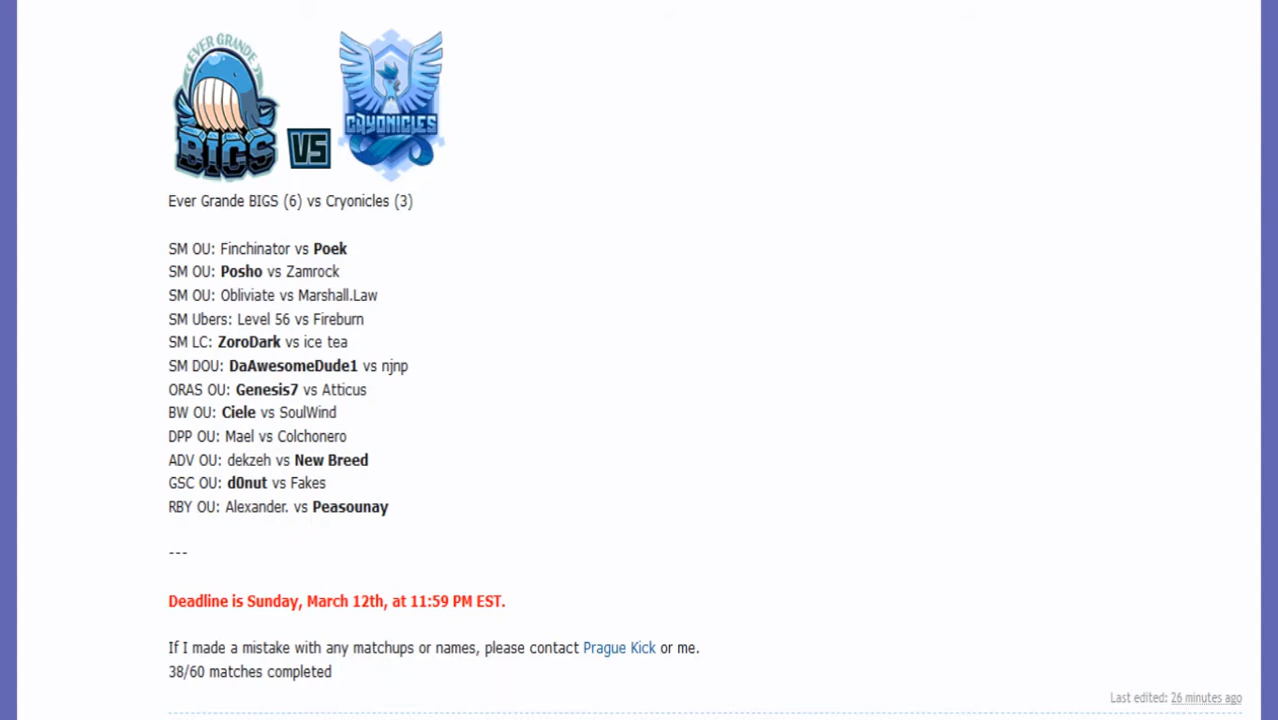 EVER GRANDE
BIGS
VS
CRYONICLES
Ever Grande BIGS (6) vs Cryonicles (3)
SM OU: Finchinator vs Poek
SM OU: Posho vs Zamrock
SM OU: Obliviate vs Marshall.Law
SM Ubers: Level 56 vs Fireburn
SM LC: ZoroDark vs ice tea
SM DOU: DaAwesomeDude1 vs njnp
ORAS OU: Genesis7 vs Atticus
BW OU: Ciele vs SoulWind
DPP OU: Mael vs Colchonero
ADV OU: dekzeh vs New Breed
GSC OU: d0nut vs Fakes
RBY OU: Alexander. vs Peasounay
---
Deadline is Sunday, March 12th, at 11:59 PM EST.
If I made a mistake with any matchups or names, please contact Prague Kick or me.
38/60 matches completed
Last edited: 26 minutes ago